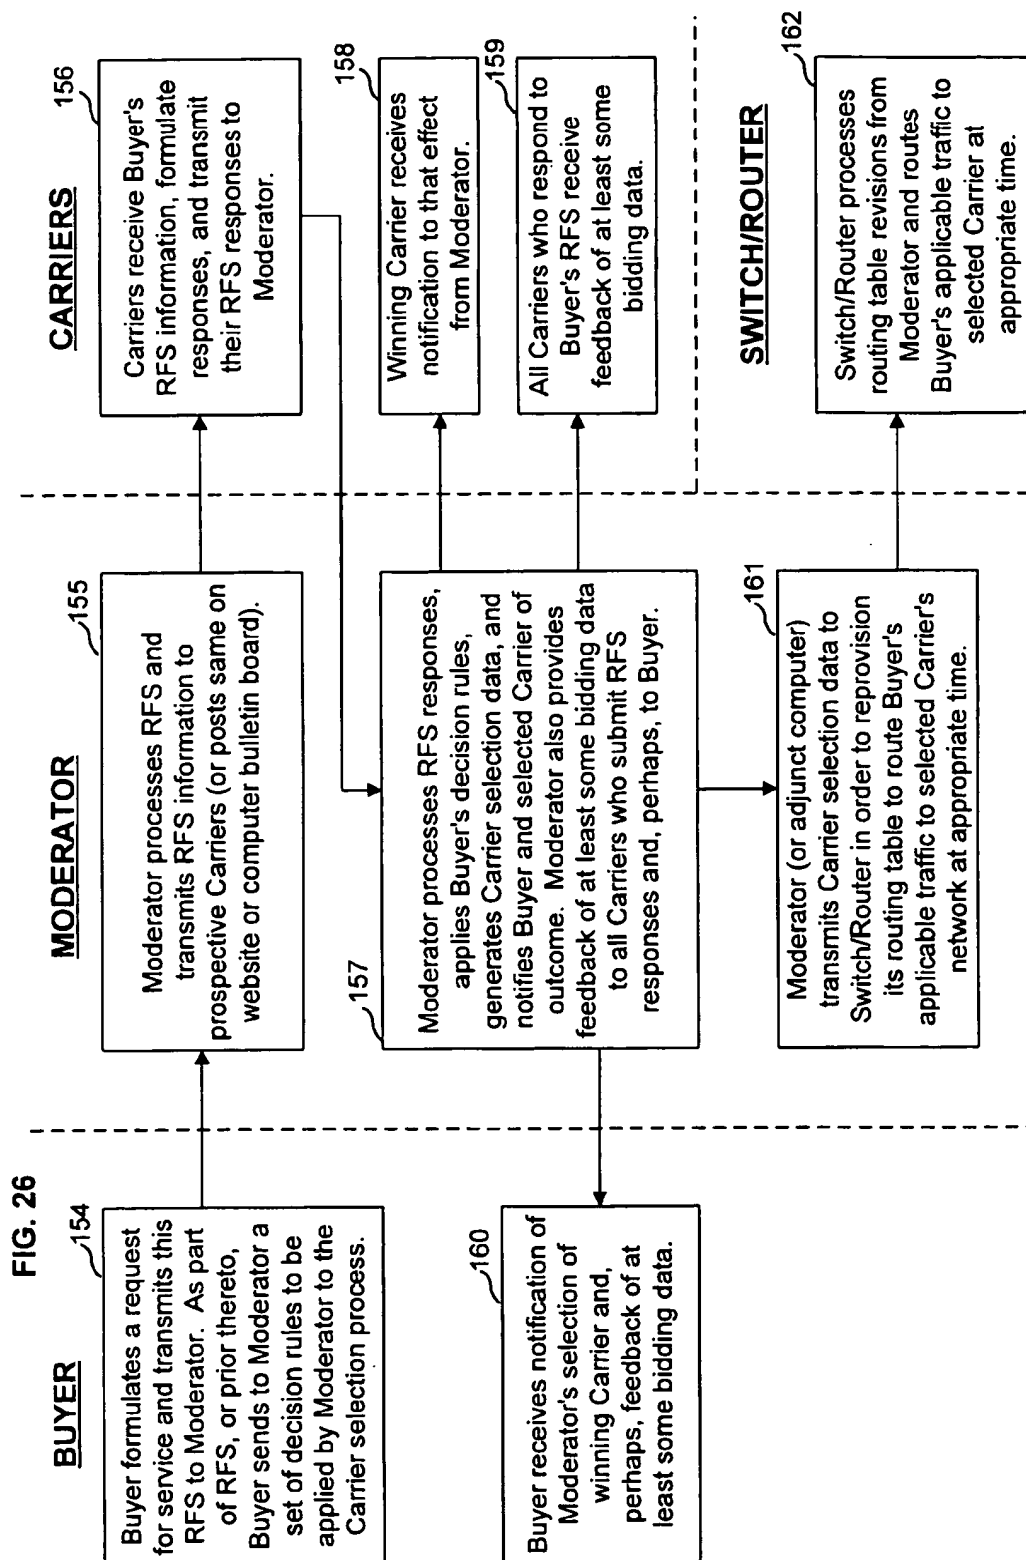 FIG. 26
BUYER
154
Buyer formulates a request
for service and transmits this
RFS to Moderator. As part
of RFS, or prior thereto,
Buyer sends to Moderator a
set of decision rules to be
applied by Moderator to the
Carrier selection process.
160
Buyer receives notification of
Moderator's selection of
winning Carrier and,
perhaps, feedback of at
least some bidding data.
MODERATOR
155
Moderator processes RFS and
transmits RFS information to
prospective Carriers (or posts same on
website or computer bulletin board).
157
Moderator processes RFS responses,
applies Buyer's decision rules,
generates Carrier selection data, and
notifies Buyer and selected Carrier of
outcome. Moderator also provides
feedback of at least some bidding data
to all Carriers who submit RFS
responses and, perhaps, to Buyer.
161
Moderator (or adjunct computer)
transmits Carrier selection data to
Switch/Router in order to reprovision
its routing table to route Buyer's
applicable traffic to selected Carrier's
network at appropriate time.
CARRIERS
156
Carriers receive Buyer's
RFS information, formulate
responses, and transmit
their RFS responses to
Moderator.
158
Winning Carrier receives
notification to that effect
from Moderator.
159
All Carriers who respond to
Buyer's RFS receive
feedback of at least some
bidding data.
SWITCH/ROUTER
162
Switch/Router processes
routing table revisions from
Moderator and routes
Buyer's applicable traffic to
selected Carrier at
appropriate time.